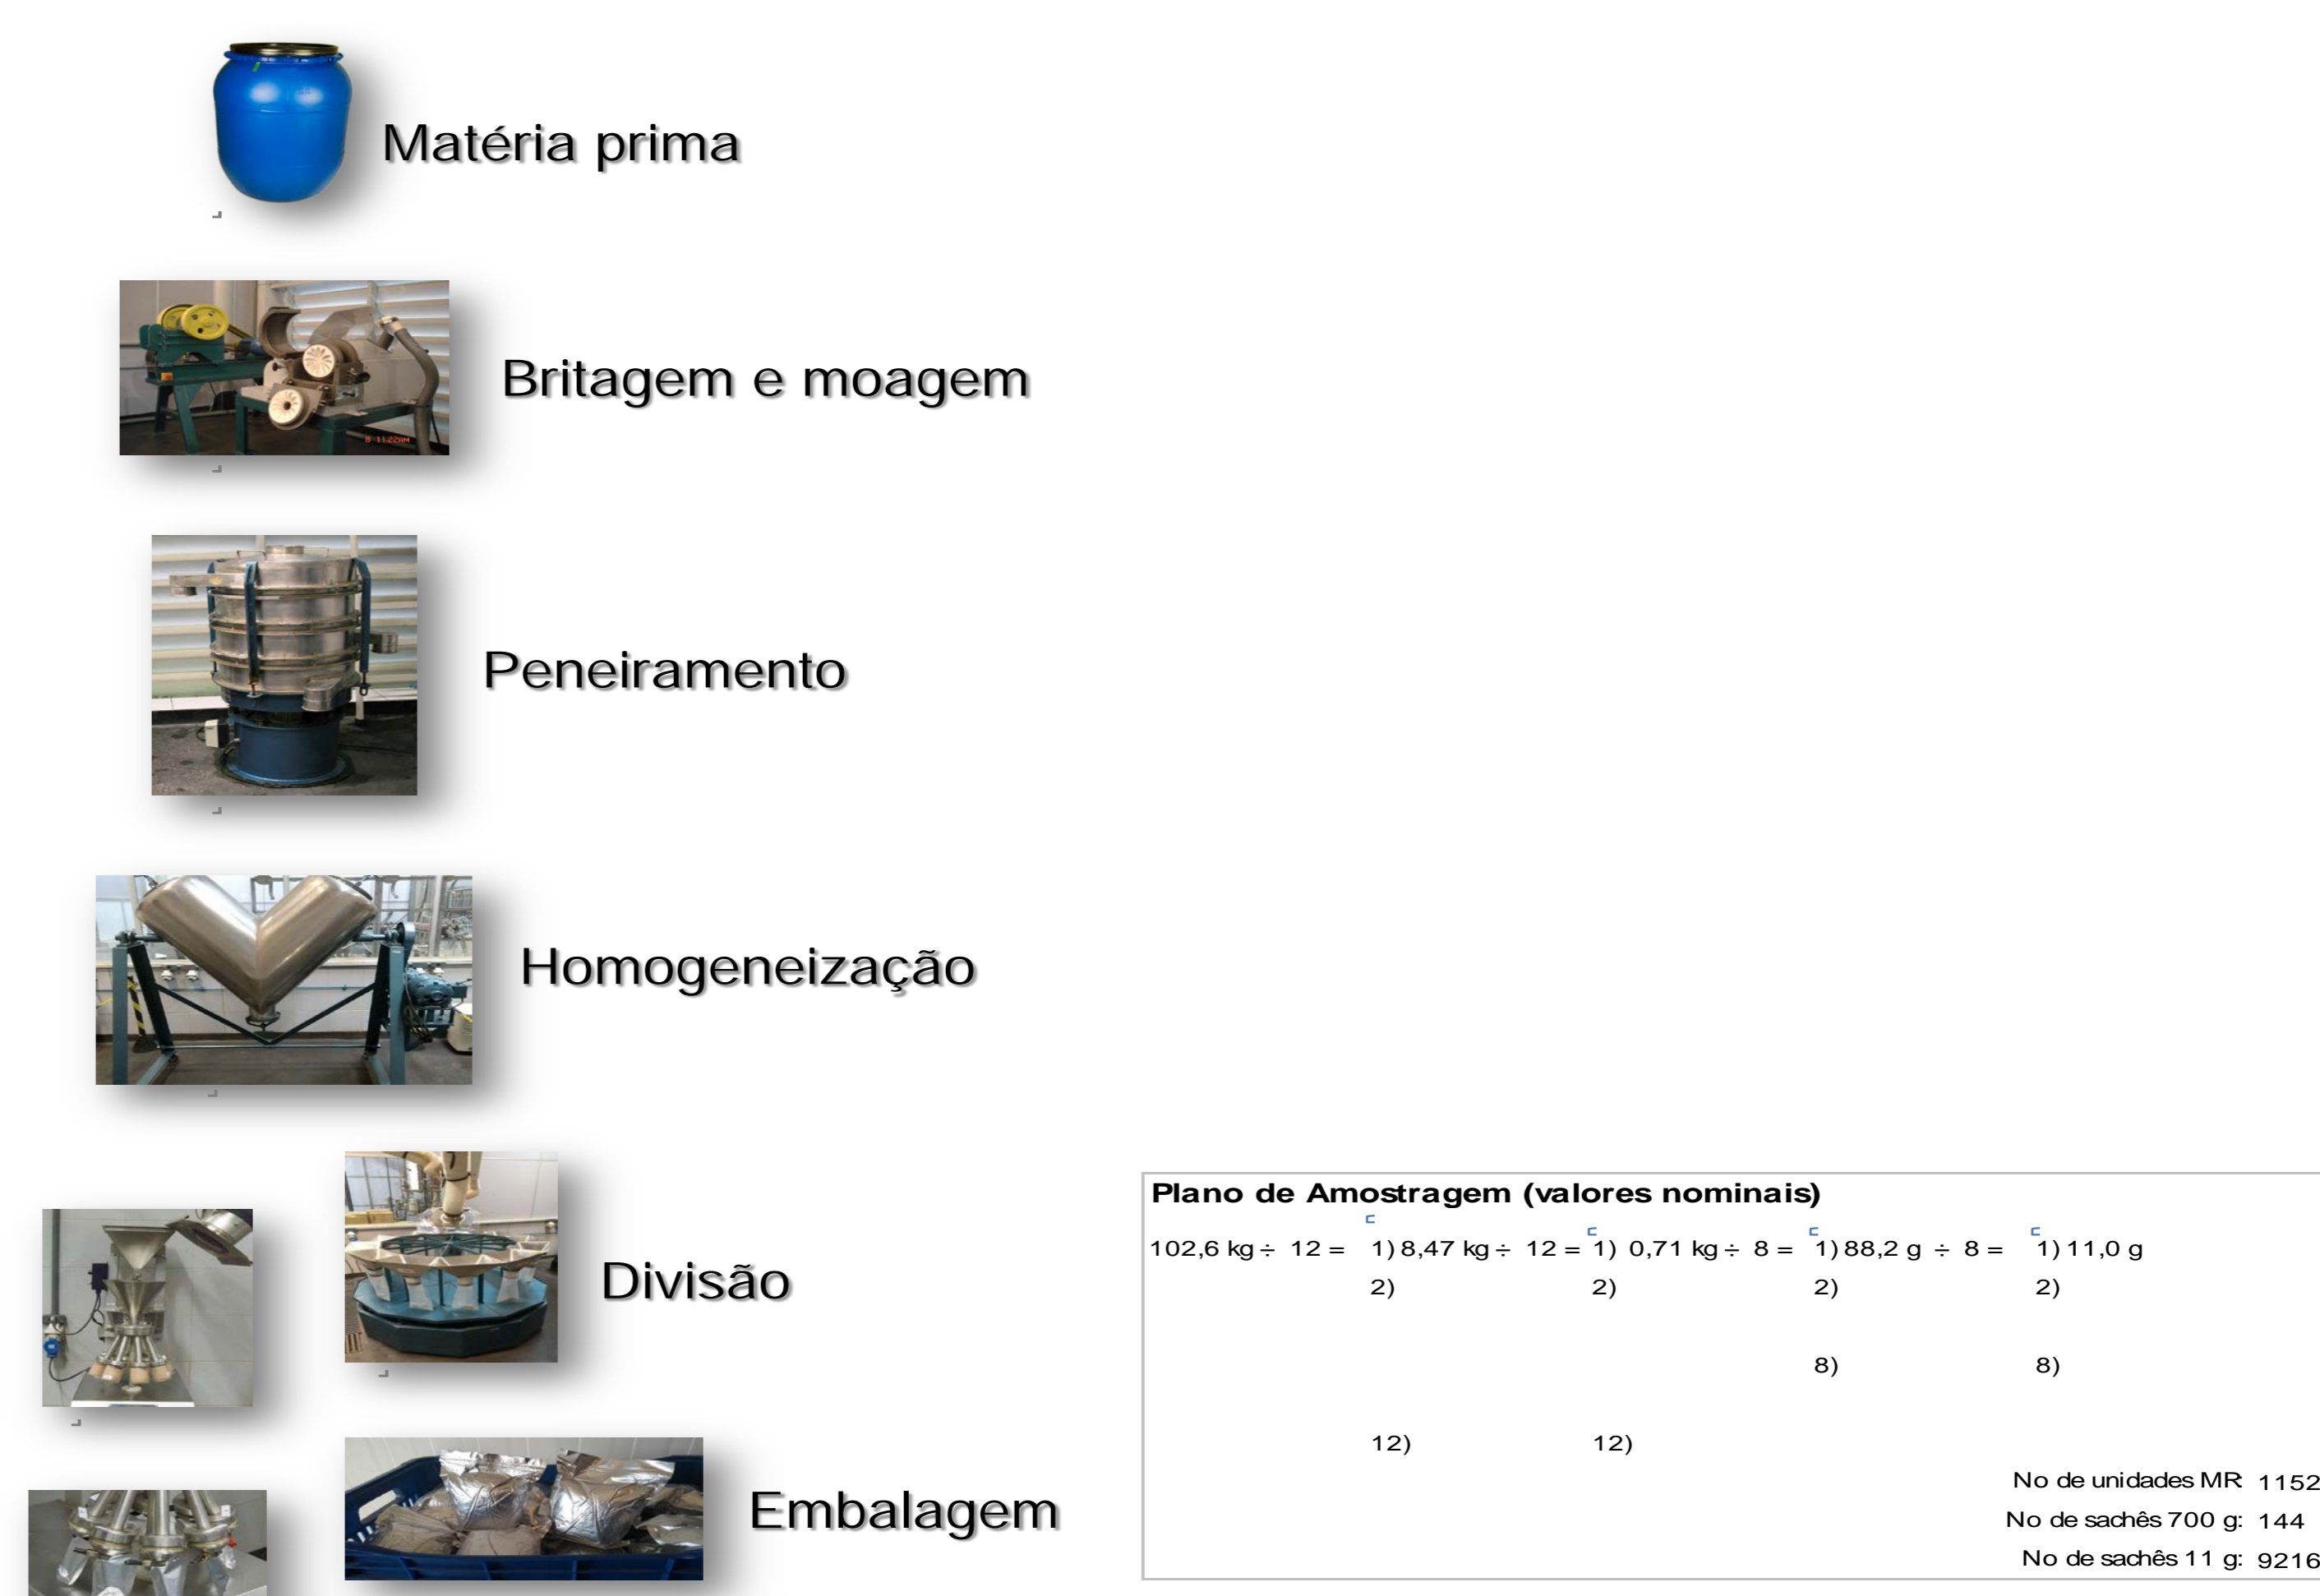 Matéria prima
Britagem e moagem
8 11:22AM
Peneiramento
Homogeneização
Divisão
Embalagem
Plano de Amostragem (valores nominais)
102,6 kg ÷ 12 = 1) 8,47 kg ÷ 12 = 1) 0,71 kg ÷ 8 = 1) 88,2 g ÷ 8 = 1) 11,0 g
2) 2) 2) 2)
8) 8)
12) 12)
No de unidades MR 1152
No de sachês 700 g: 144
No de sachês 11 g: 9216